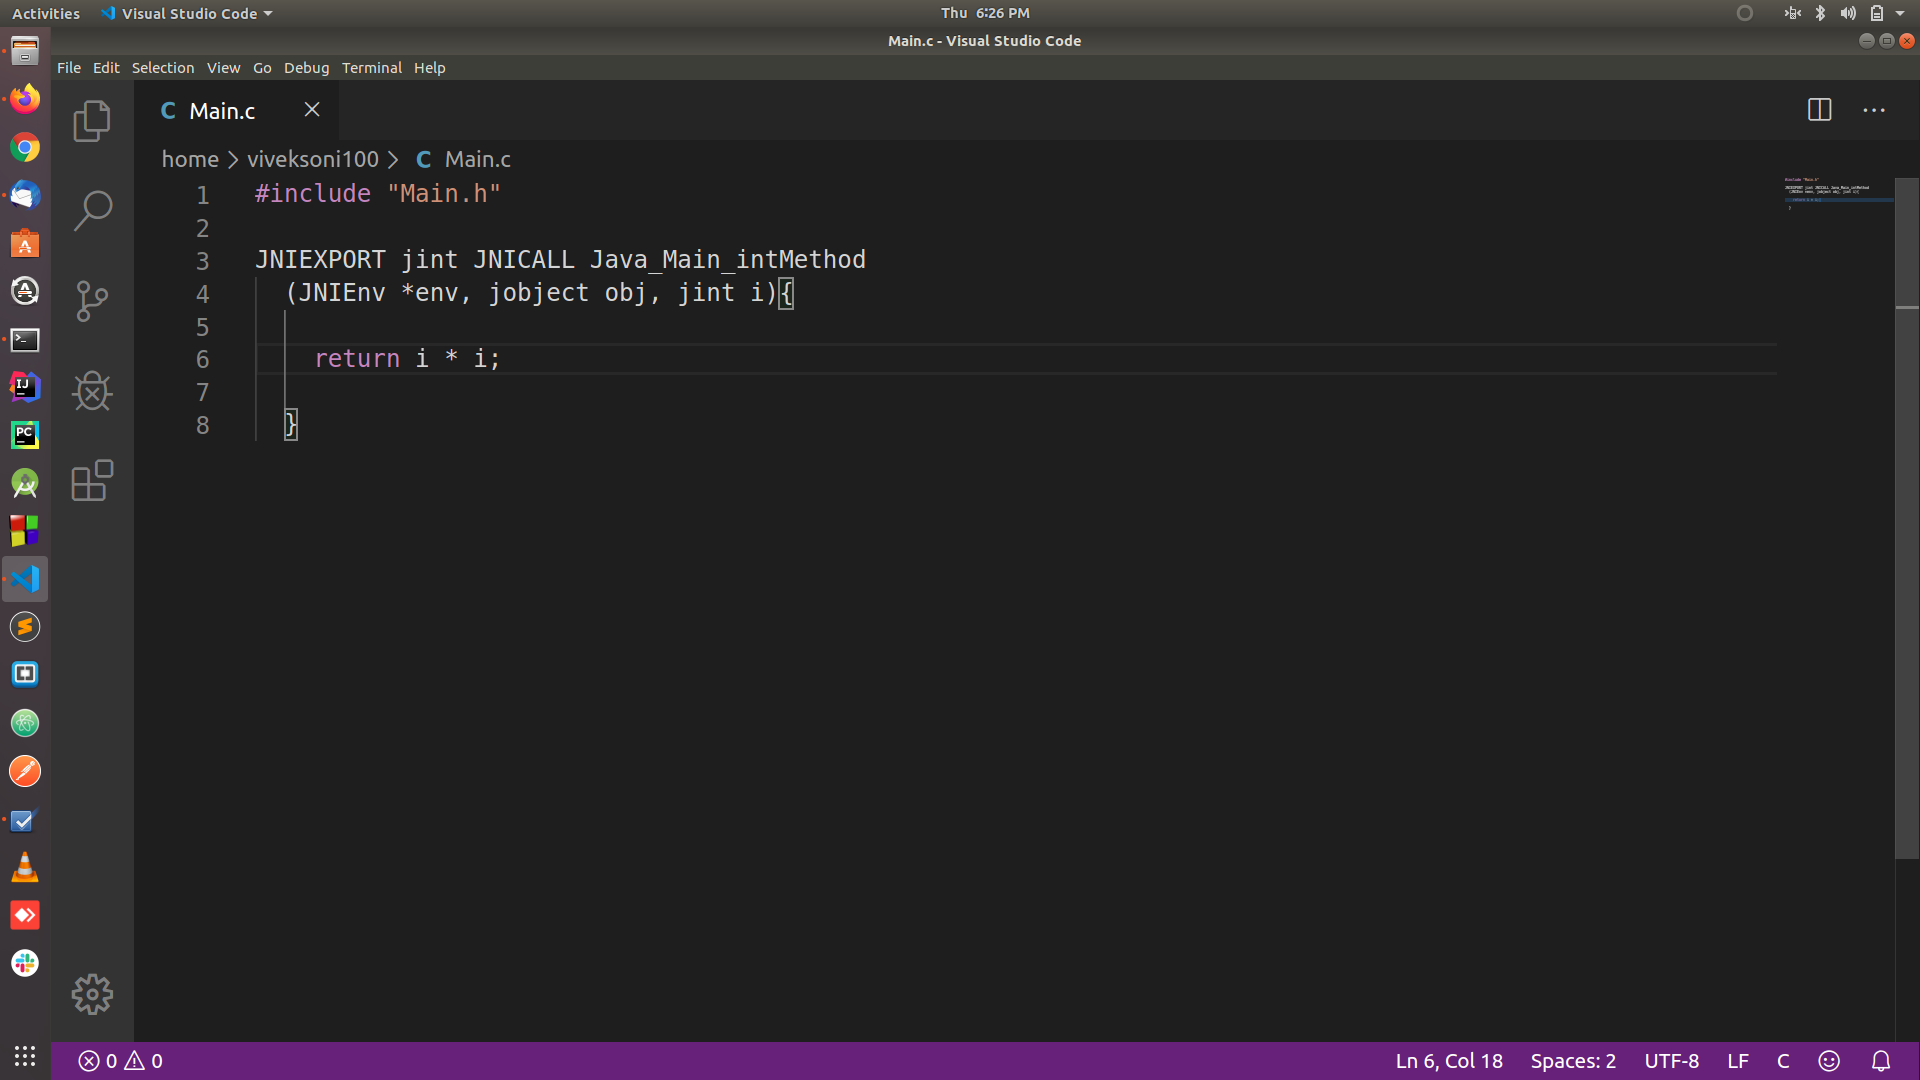 Activities Visual Studio Code Thu 6:26 PM
Main.c - Visual Studio Code
File Edit Selection View Go Debug Terminal Help
C Main.c
home > viveksoni100 > C Main.c
1 #include "Main.h"
2
3 JNIEXPORT jint JNICALL Java_Main_intMethod
4 (JNIEnv *env, jobject obj, jint i){
5
6 return i * i;
7
8 }
IJ
PC
0 0 Ln 6, Col 18 Spaces: 2 UTF-8 LF C